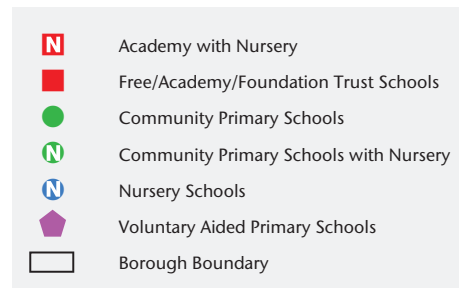 N Academy with Nursery
Free/Academy/Foundation Trust Schools
Community Primary Schools
N Community Primary Schools with Nursery
N Nursery Schools
Voluntary Aided Primary Schools
Borough Boundary